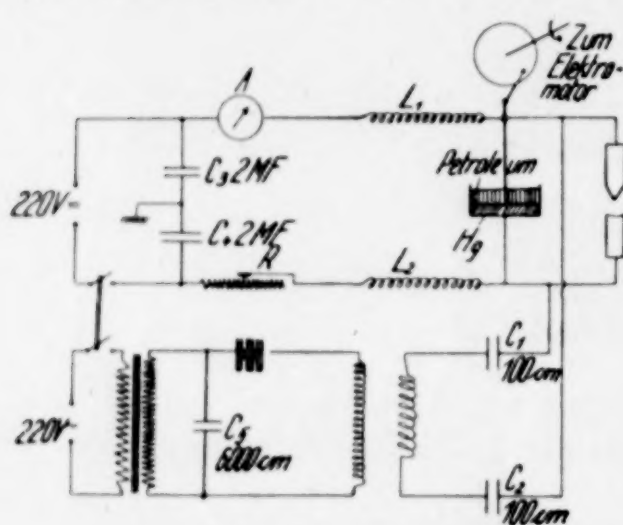 Zum
Elektro-
motor
A
L₁
Petroleum
C₃ 2MF
220V=
C₄ 2MF
Hg
R
L₂
C₁
100cm
220V~
C₅
6000cm
C₂
100cm